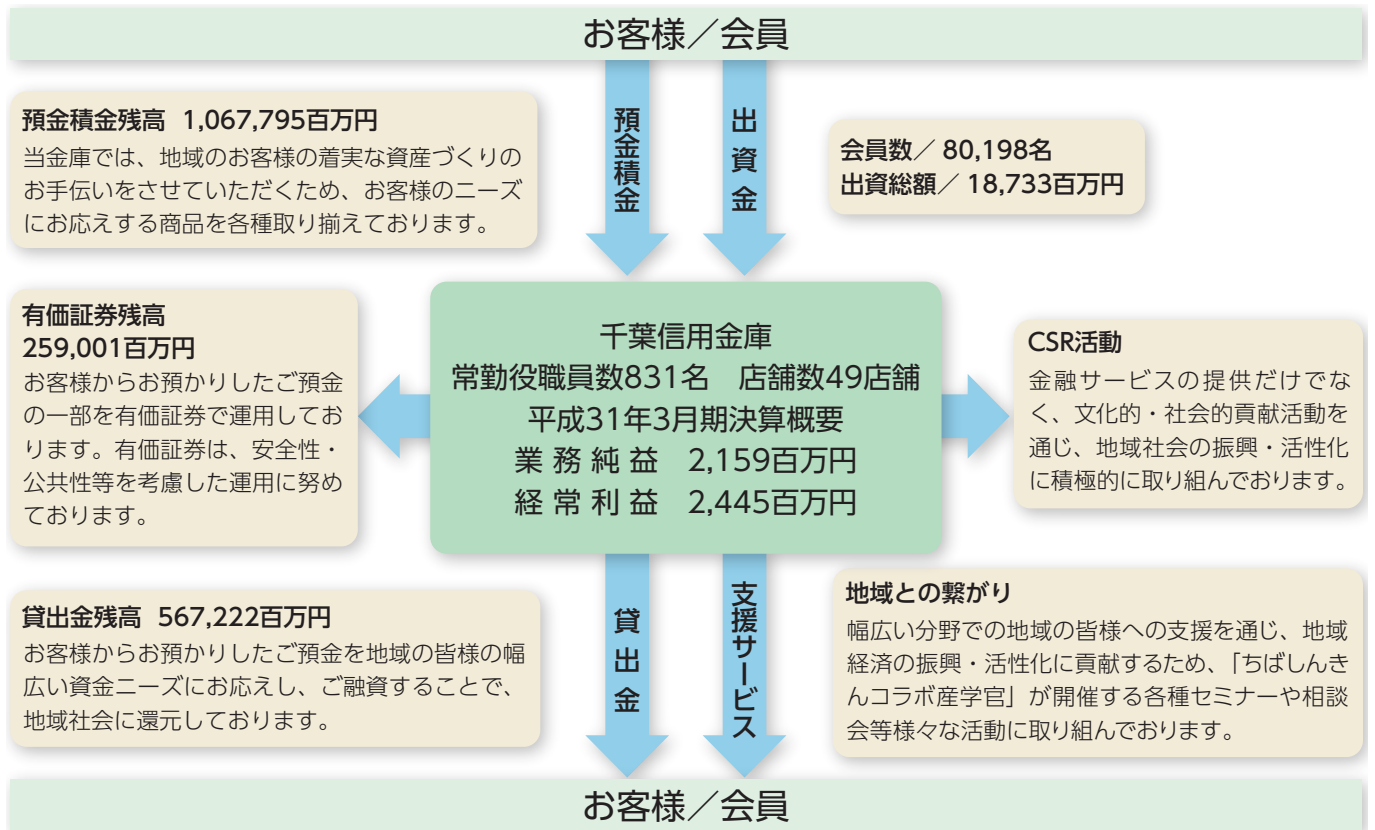 お客様／会員
預金積金
出資金
預金積金残高 1,067,795百万円
当金庫では、地域のお客様の着実な資産づくりの
お手伝いをさせていただくため、お客様のニーズ
にお応えする商品を各種取り揃えております。
会員数／ 80,198名
出資総額／ 18,733百万円
有価証券残高
259,001百万円
お客様からお預かりしたご預金
の一部を有価証券で運用してお
ります。有価証券は、安全性・
公共性等を考慮した運用に努め
ております。
千葉信用金庫
常勤役職員数831名　店舗数49店舗
平成31年3月期決算概要
業 務 純 益　2,159百万円
経 常 利 益　2,445百万円
CSR活動
金融サービスの提供だけでな
く、文化的・社会的貢献活動を
通じ、地域社会の振興・活性化
に積極的に取り組んでおります。
貸出金残高 567,222百万円
お客様からお預かりしたご預金を地域の皆様の幅
広い資金ニーズにお応えし、ご融資することで、
地域社会に還元しております。
貸出金
支援サービス
地域との繋がり
幅広い分野での地域の皆様への支援を通じ、地域
経済の振興・活性化に貢献するため、「ちばしんき
んコラボ産学官」が開催する各種セミナーや相談
会等様々な活動に取り組んでおります。
お客様／会員